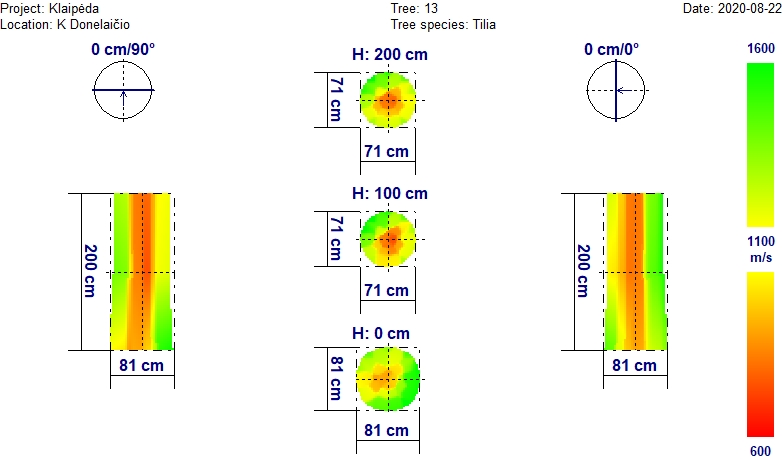 Project: Klaipėda
Tree: 13
Date: 2020-08-22
Location: K Donelaičio
Tree species: Tilia
0 cm/90°
H: 200 cm
0 cm/0°
1600
71 cm
71 cm
H: 100 cm
71 cm
71 cm
200 cm
200 cm
1100
m/s
H: 0 cm
81 cm
81 cm
81 cm
81 cm
600